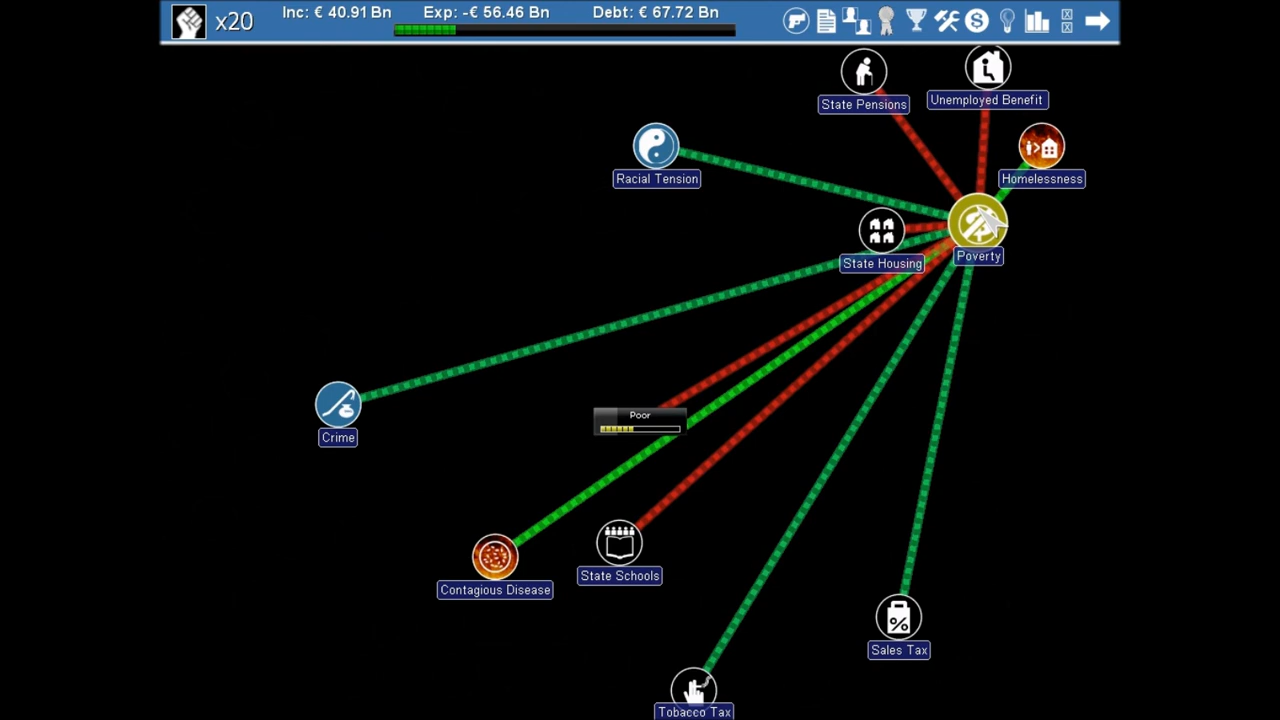 x20
Inc: € 40.91 Bn
Exp: -€ 56.46 Bn
Debt: € 67.72 Bn
State Pensions
Unemployed Benefit
Racial Tension
Homelessness
State Housing
Poverty
Poor
Crime
State Schools
Contagious Disease
Sales Tax
Tobacco Tax